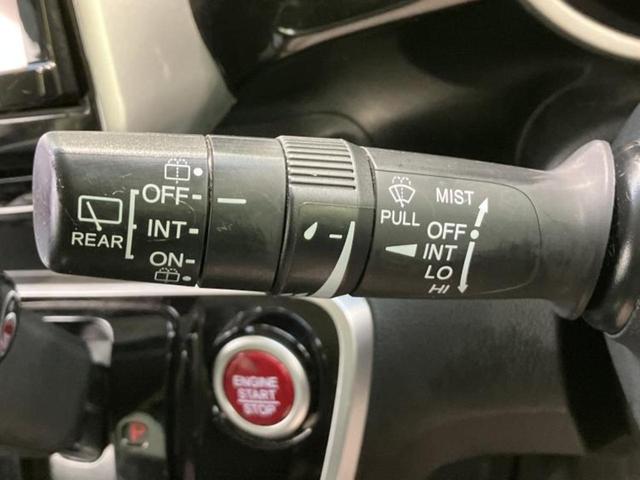 OFF
INT
ON
REAR
PULL
MIST
OFF
INT
LO
HI
ENGINE
START
STOP
P